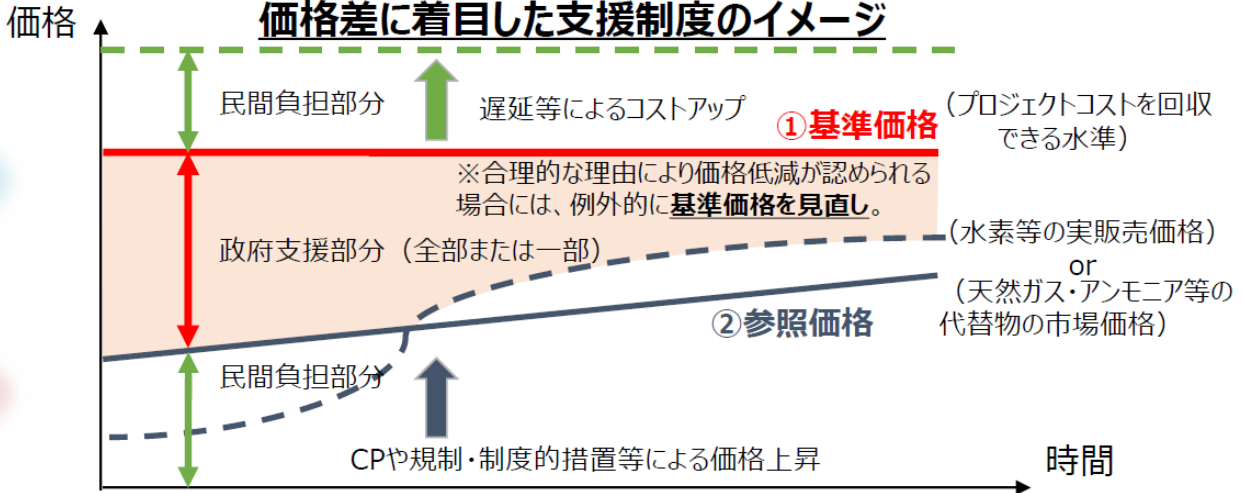 価格差に着目した支援制度のイメージ
価格
民間負担部分
遅延等によるコストアップ
①基準価格
（プロジェクトコストを回収
できる水準）
※合理的な理由により価格低減が認められる
場合には、例外的に基準価格を見直し。
政府支援部分（全部または一部）
（水素等の実販売価格）
or
（天然ガス・アンモニア等の
代替物の市場価格）
②参照価格
民間負担部分
CPや規制・制度的措置等による価格上昇
時間